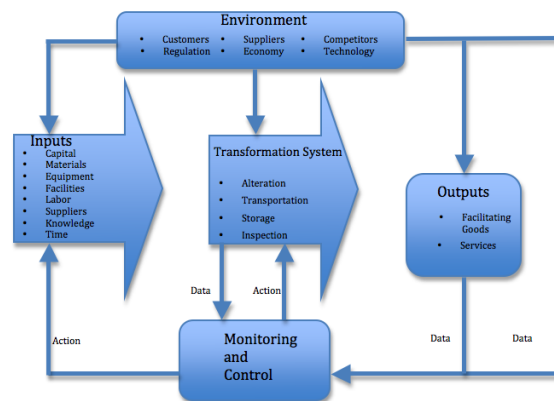 Environment
• Customers • Suppliers • Competitors
• Regulation • Economy • Technology
Inputs
• Capital
• Materials
• Equipment
• Facilities
• Labor
• Suppliers
• Knowledge
• Time
Transformation System
• Alteration
• Transportation
• Storage
• Inspection
Outputs
• Facilitating
Goods
• Services
Data
Action
Action
Monitoring
and
Control
Data
Data